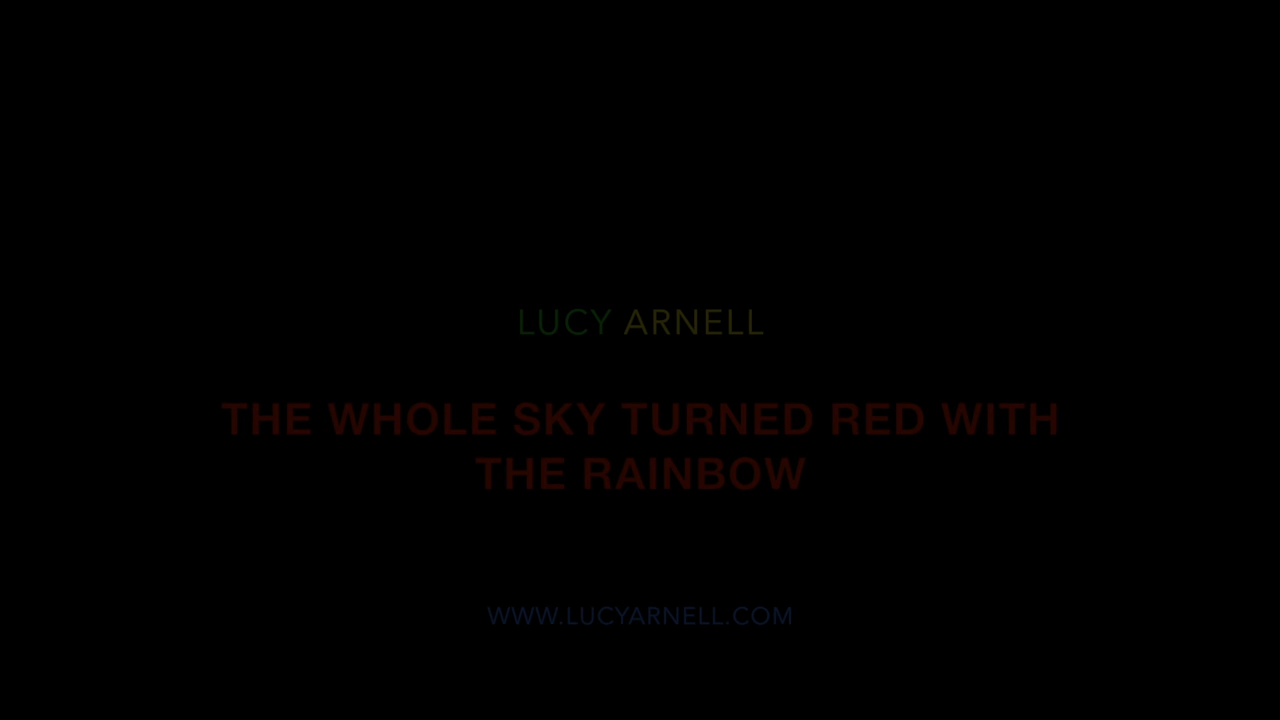 LUCY ARNELL
THE WHOLE SKY TURNED RED WITH
THE RAINBOW
WWW.LUCYARNELL.COM